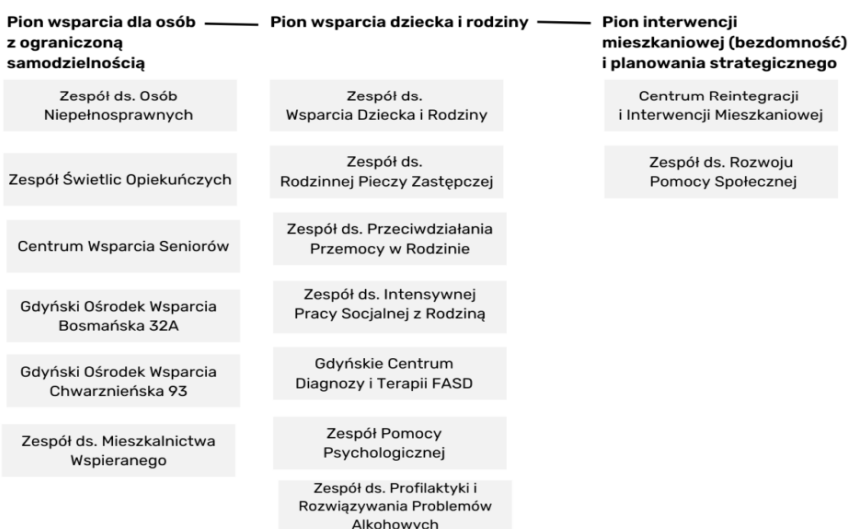 Pion wsparcia dla osób
z ograniczoną
samodzielnością
Zespół ds. Osób
Niepełnosprawnych
Zespół Świetlic Opiekuńczych
Centrum Wsparcia Seniorów
Gdyński Ośrodek Wsparcia
Bosmańska 32A
Gdyński Ośrodek Wsparcia
Chwarznieńska 93
Zespół ds. Mieszkalnictwa
Wspieranego
Pion wsparcia dziecka i rodziny
Zespół ds.
Wsparcia Dziecka i Rodziny
Zespół ds.
Rodzinnej Pieczy Zastępczej
Zespół ds. Przeciwdziałania
Przemocy w Rodzinie
Zespół ds. Intensywnej
Pracy Socjalnej z Rodziną
Gdyńskie Centrum
Diagnozy i Terapii FASD
Zespół Pomocy
Psychologicznej
Zespół ds. Profilaktyki i
Rozwiązywania Problemów
Alkohowych
Pion interwencji
mieszkaniowej (bezdomność)
i planowania strategicznego
Centrum Reintegracji
i Interwencji Mieszkaniowej
Zespół ds. Rozwoju
Pomocy Społecznej